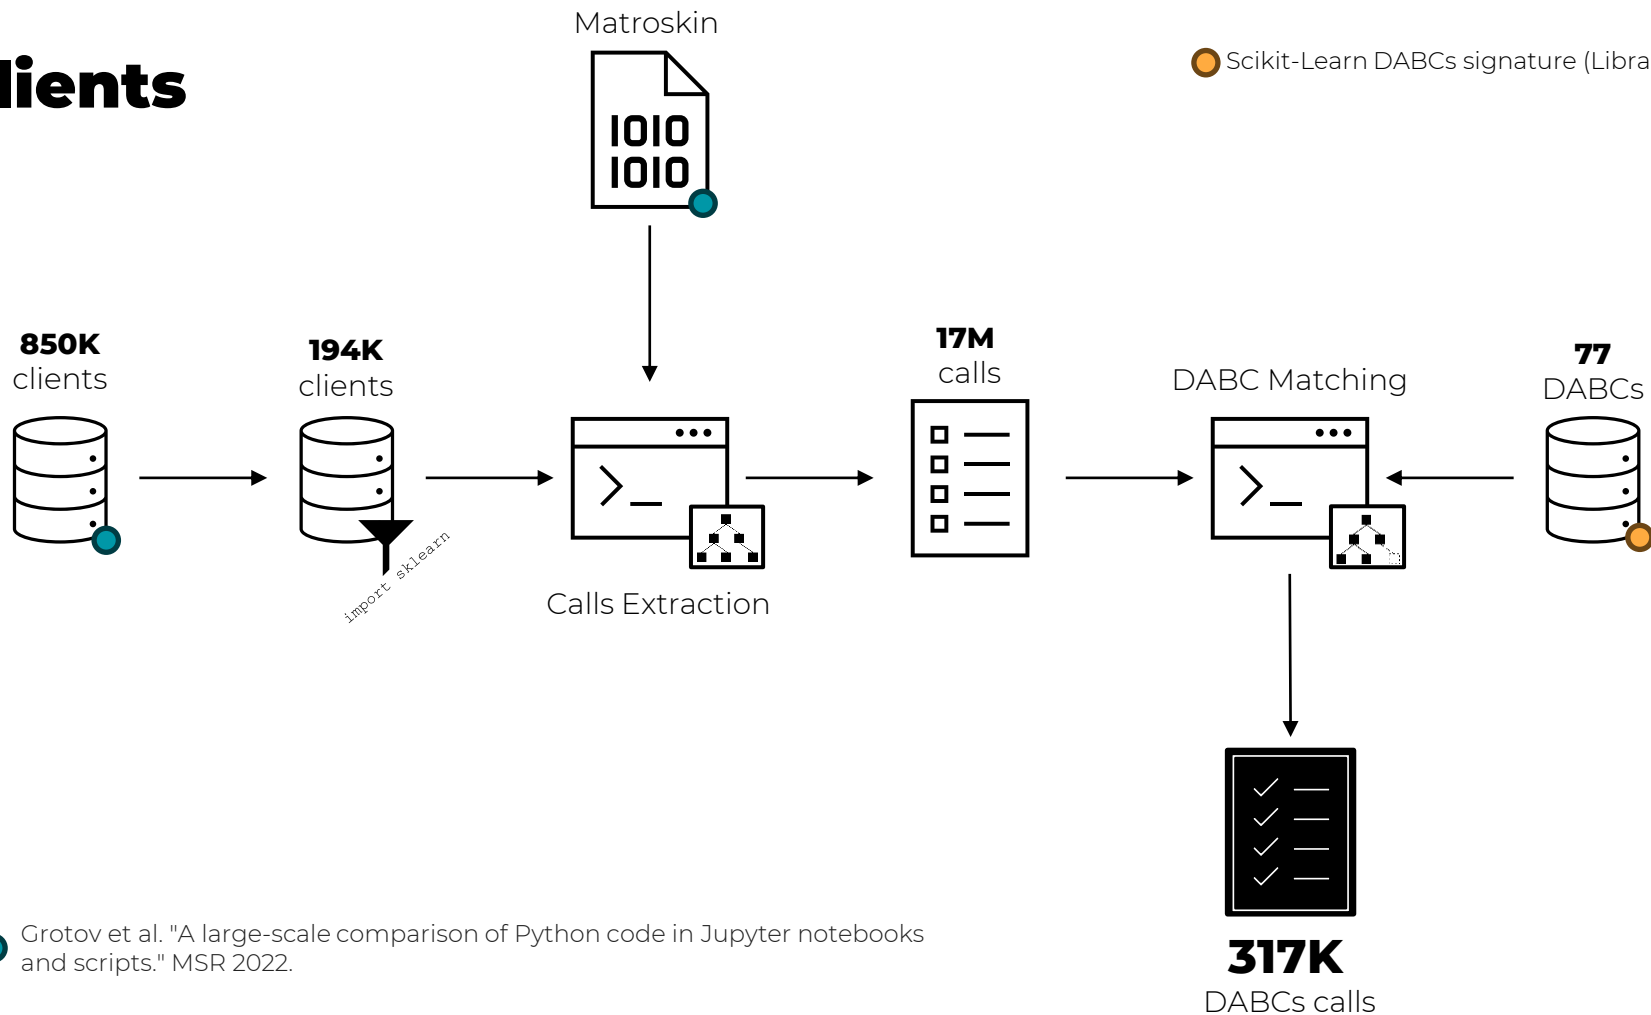 Matroskin
lients
Scikit-Learn DABCs signature (Libra
1010
1010
850K
clients
194K
clients
import sklearn
Calls Extraction
17M
calls
DABC Matching
77
DABCs
317K
DABCs calls
Grotov et al. "A large-scale comparison of Python code in Jupyter notebooks
and scripts." MSR 2022.